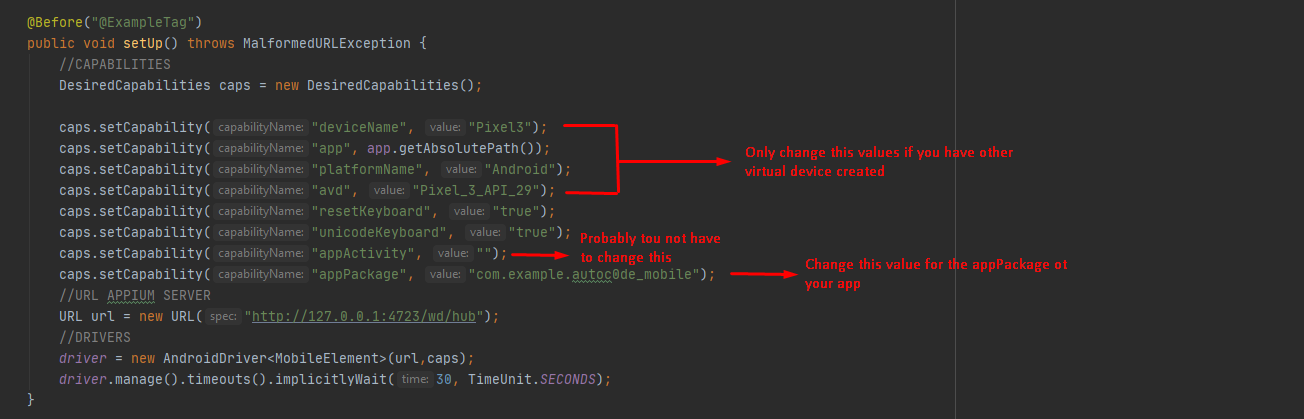 @Before("@ExampleTag")
public void setUp() throws MalformedURLException {
//CAPABILITIES
DesiredCapabilities caps = new DesiredCapabilities();
caps.setCapability( capabilityName: "deviceName", value: "Pixel3");
caps.setCapability( capabilityName: "app", app.getAbsolutePath());
caps.setCapability( capabilityName: "platformName", value: "Android");
caps.setCapability( capabilityName: "avd", value: "Pixel_3_API_29");
caps.setCapability( capabilityName: "resetKeyboard", value: "true");
caps.setCapability( capabilityName: "unicodeKeyboard", value: "true");
caps.setCapability( capabilityName: "appActivity", value: "");
caps.setCapability( capabilityName: "appPackage", value: "com.example.autoc0de_mobile");
//URL APPIUM SERVER
URL url = new URL( spec: "http://127.0.0.1:4723/wd/hub");
//DRIVERS
driver = new AndroidDriver<MobileElement>(url,caps);
driver.manage().timeouts().implicitlyWait( time: 30, TimeUnit.SECONDS);
}
Only change this values if you have other
virtual device created
Probably tou not have
to change this
Change this value for the appPackage ot
your app